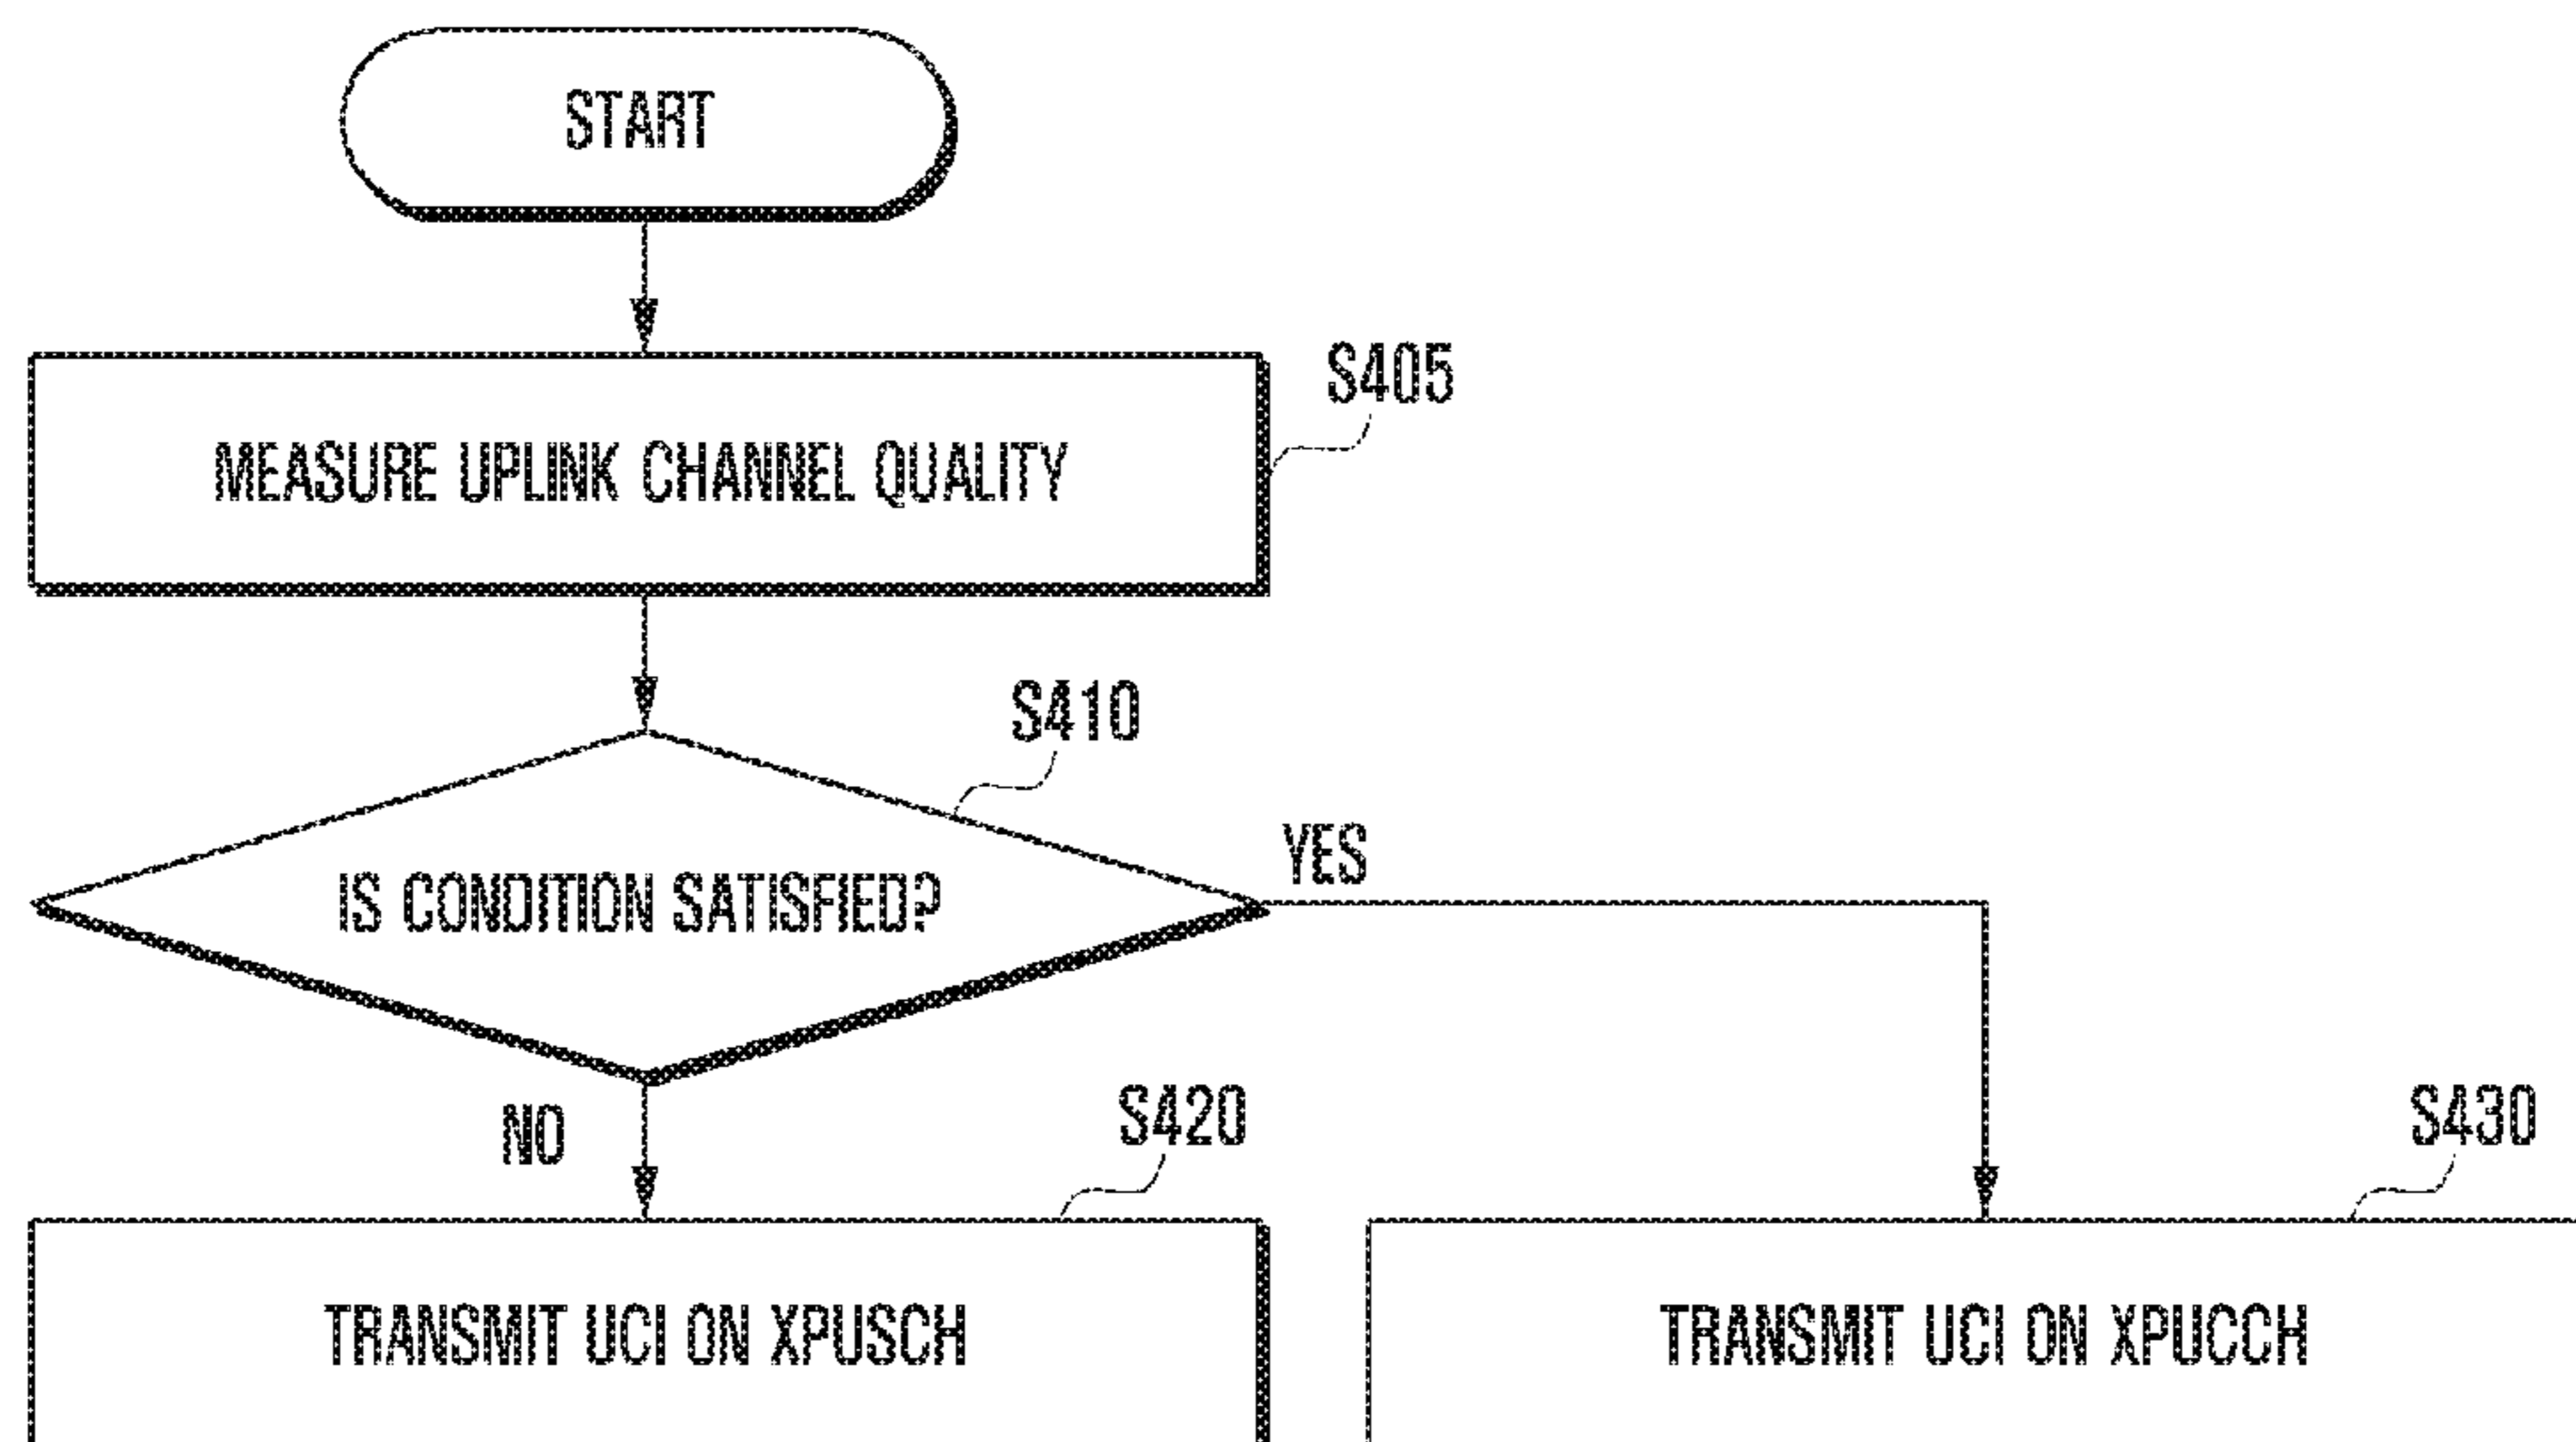 START
MEASURE UPLINK CHANNEL QUALITY
S405
S410
IS CONDITION SATISFIED?
YES
NO
S420
S430
TRANSMIT UCI ON XPUSCH
TRANSMIT UCI ON XPUCCH